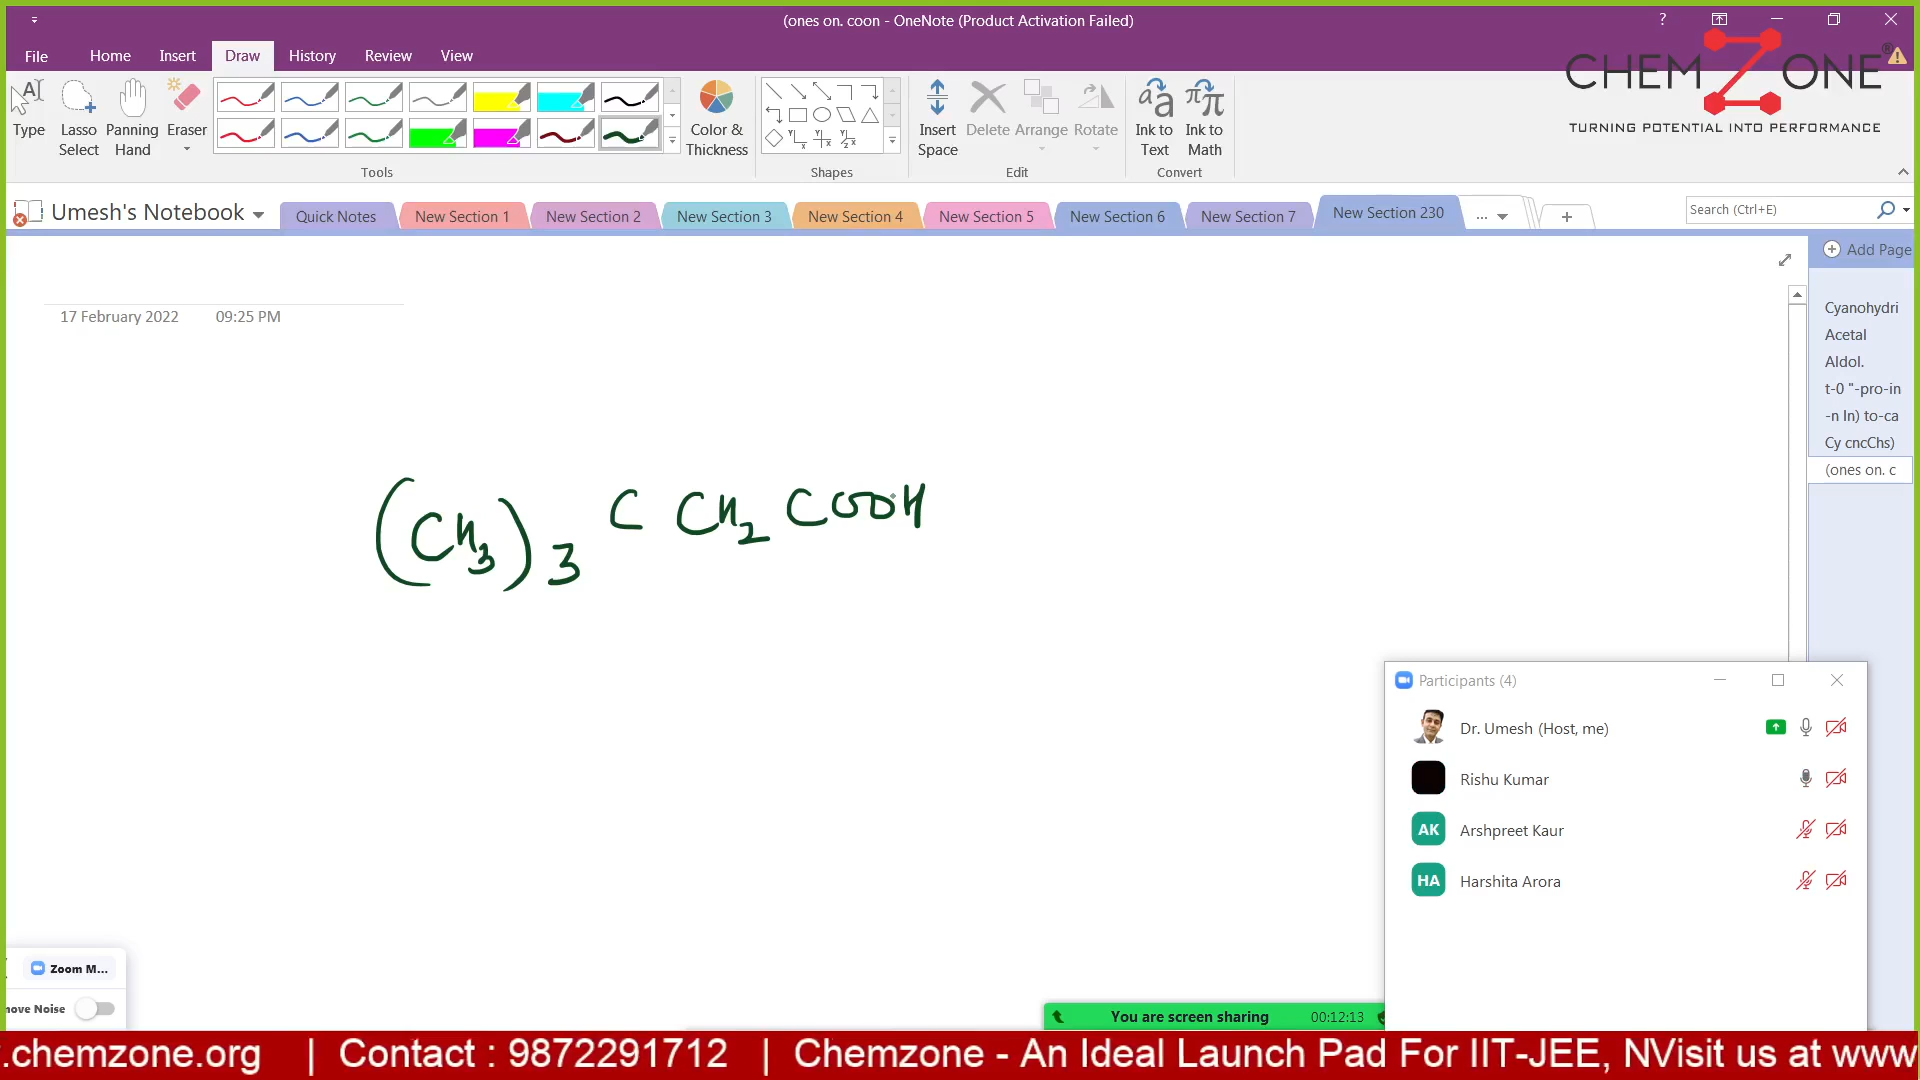 (ones on. coon - OneNote (Product Activation Failed)
?
File Home Insert Draw History Review View
CHEMZONE®
TURNING POTENTIAL INTO PERFORMANCE
Type
Lasso Select
Panning Hand
Eraser
Color & Thickness
Insert Space
Delete
Arrange
Rotate
Ink to Text
Ink to Math
Tools
Shapes
Edit
Convert
Umesh's Notebook
Quick Notes
New Section 1
New Section 2
New Section 3
New Section 4
New Section 5
New Section 6
New Section 7
New Section 230
...
+
Search (Ctrl+E)
Add Page
17 February 2022 09:25 PM
Cyanohydri
Acetal
Aldol.
t-0 "-pro-in
-n In) to-ca
Cy cncChs)
(ones on. c
(CH₃)₃ C CH₂ COOH
Participants (4)
Dr. Umesh (Host, me)
Rishu Kumar
AK Arshpreet Kaur
HA Harshita Arora
Zoom M...
nove Noise
You are screen sharing 00:12:13
.chemzone.org | Contact : 9872291712 | Chemzone - An Ideal Launch Pad For IIT-JEE, NVisit us at www